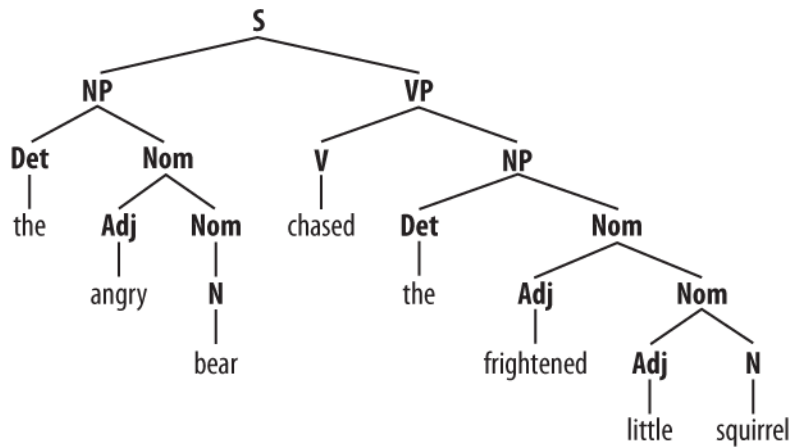 S
NP VP
Det Nom V NP
the Adj Nom chased Det Nom
angry N the Adj Nom
bear frightened Adj N
little squirrel